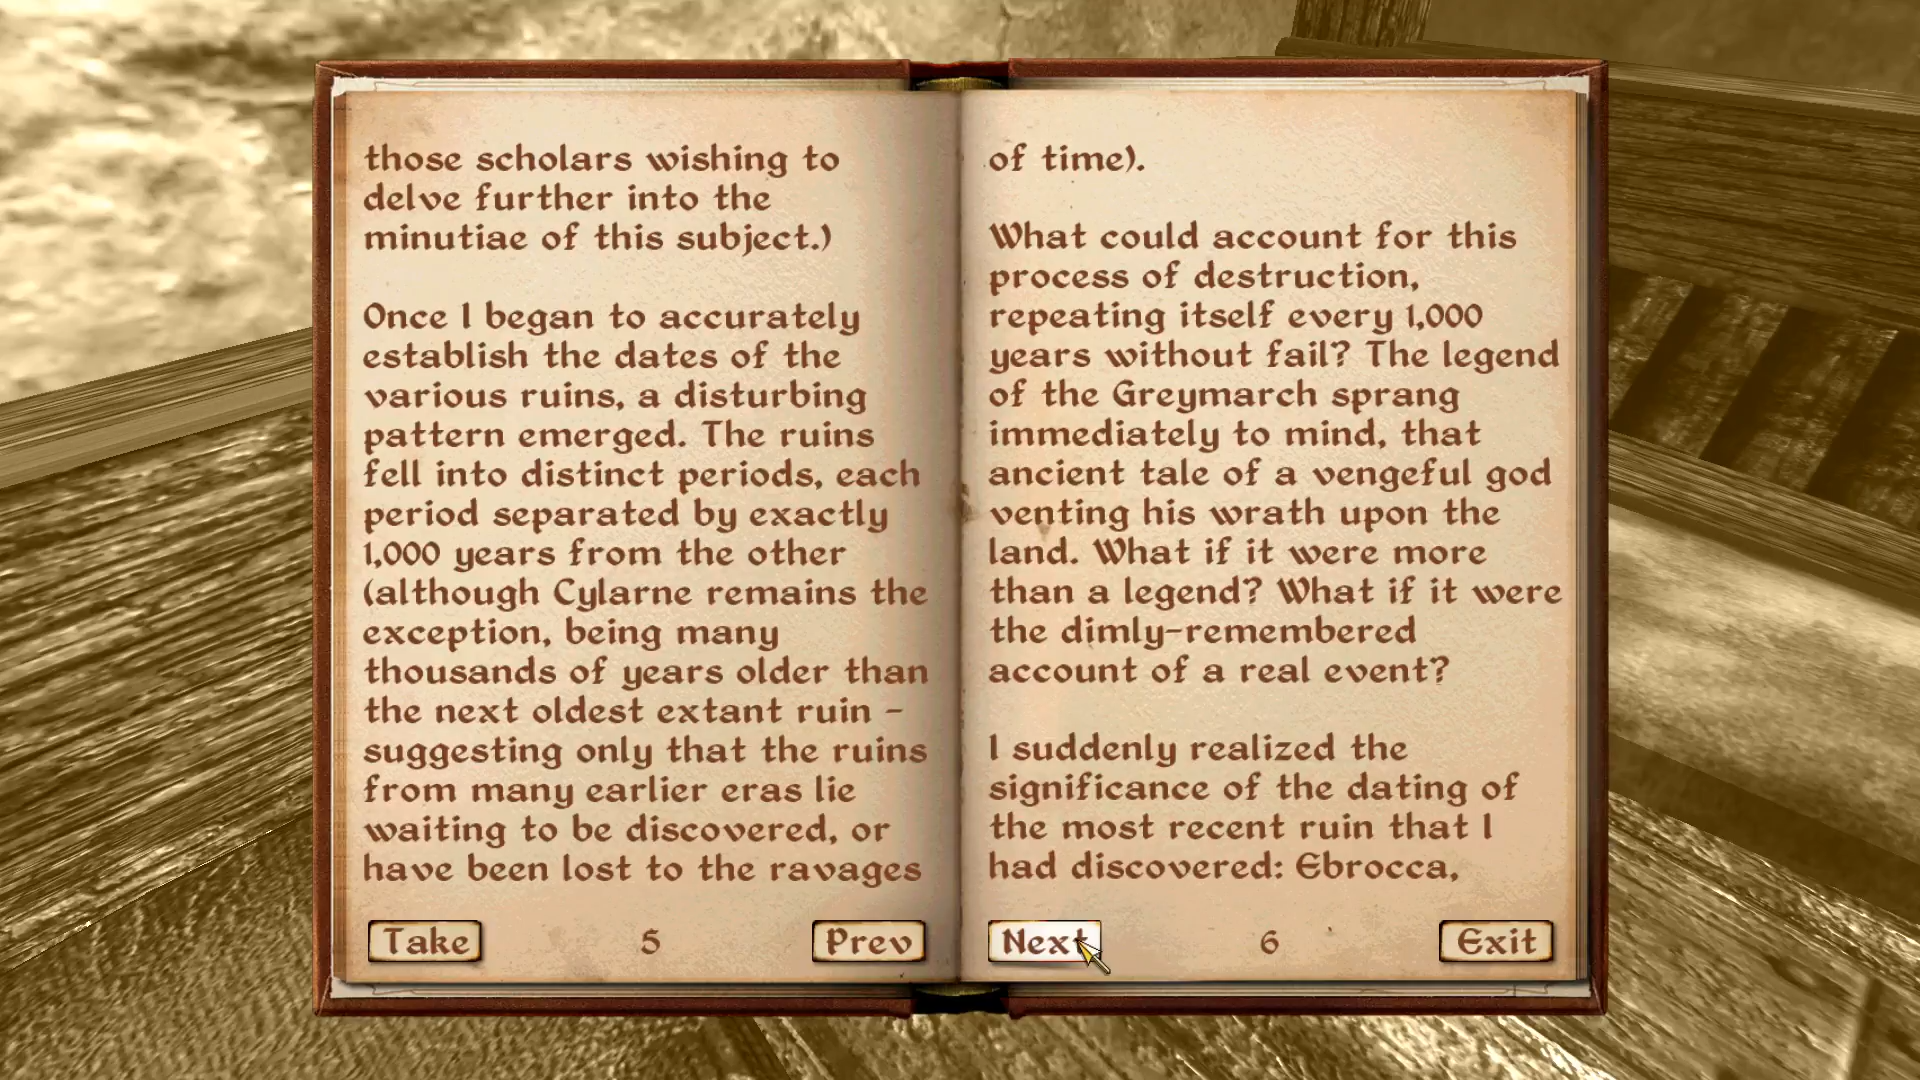 those scholars wishing to
delve further into the
minutiae of this subject.)
Once I began to accurately
establish the dates of the
various ruins, a disturbing
pattern emerged. The ruins
fell into distinct periods, each
period separated by exactly
1,000 years from the other
(although Cylarne remains the
exception, being many
thousands of years older than
the next oldest extant ruin -
suggesting only that the ruins
from many earlier eras lie
waiting to be discovered, or
have been lost to the ravages
of time).
What could account for this
process of destruction,
repeating itself every 1,000
years without fail? The legend
of the Greymarch sprang
immediately to mind, that
ancient tale of a vengeful god
venting his wrath upon the
land. What if it were more
than a legend? What if it were
the dimly-remembered
account of a real event?
I suddenly realized the
significance of the dating of
the most recent ruin that I
had discovered: Ebrocca,
Take 5 Prev Next 6 Exit